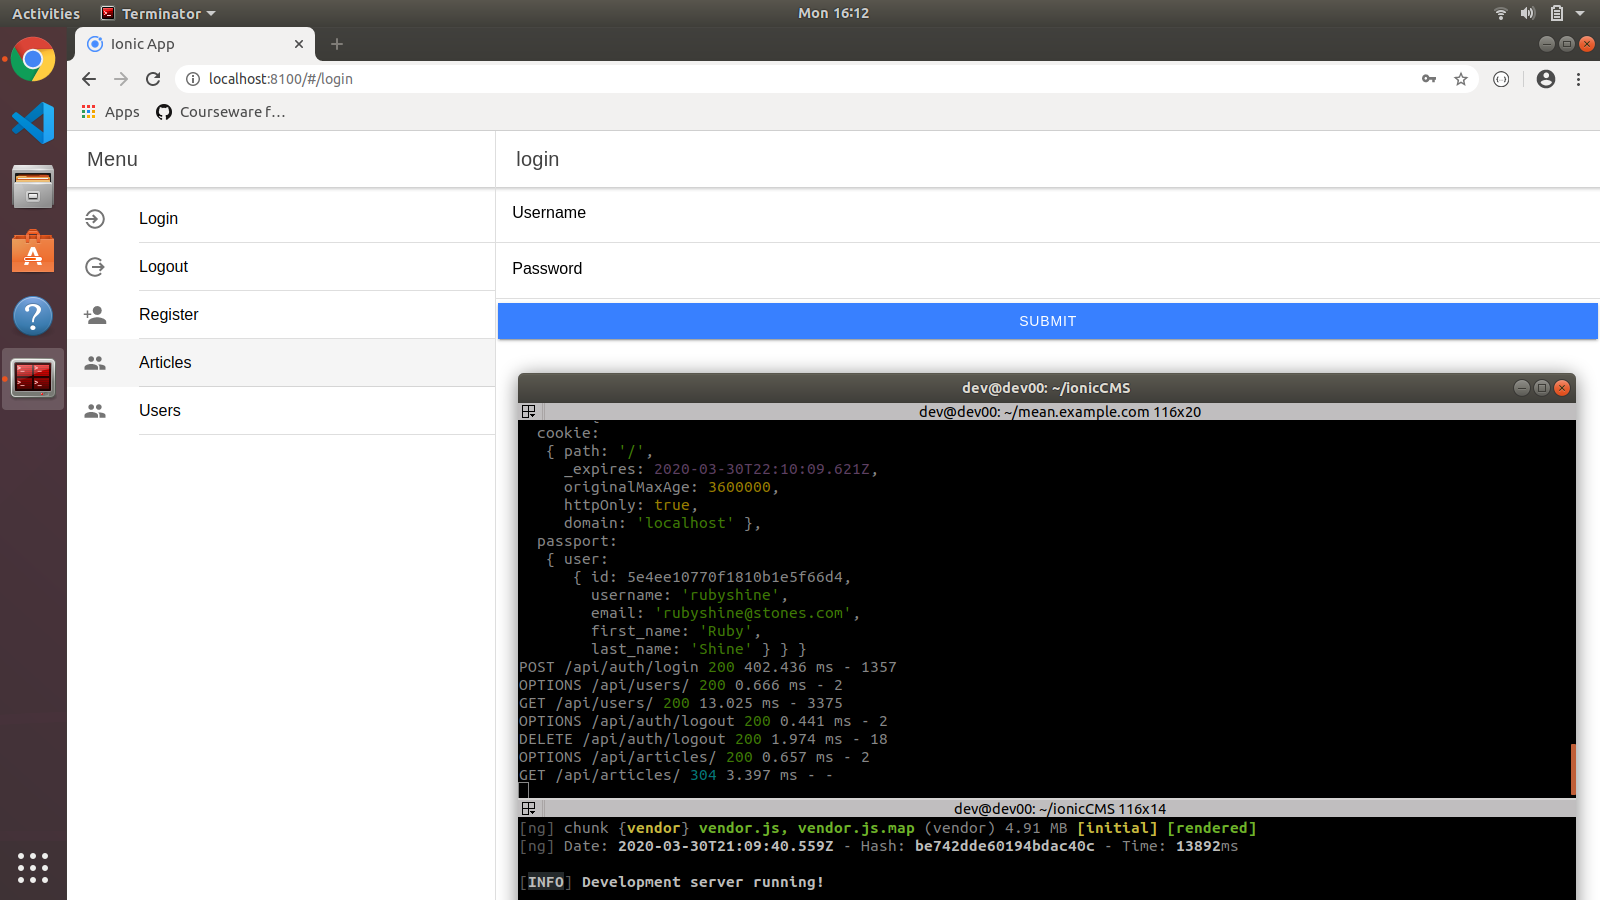 Activities Terminator Mon 16:12
Ionic App
localhost:8100/#/login
Apps Courseware f…
Menu
Login
Logout
Register
Articles
Users
login
Username
Password
SUBMIT
dev@dev00: ~/ionicCMS
dev@dev00: ~/mean.example.com 116x20
cookie:
{ path: '/',
_expires: 2020-03-30T22:10:09.621Z,
originalMaxAge: 3600000,
httpOnly: true,
domain: 'localhost' },
passport:
{ user:
{ id: 5e4ee10770f1810b1e5f66d4,
username: 'rubyshine',
email: 'rubyshine@stones.com',
first_name: 'Ruby',
last_name: 'Shine' } } }
POST /api/auth/login 200 402.436 ms - 1357
OPTIONS /api/users/ 200 0.666 ms - 2
GET /api/users/ 200 13.025 ms - 3375
OPTIONS /api/auth/logout 200 0.441 ms - 2
DELETE /api/auth/logout 200 1.974 ms - 18
OPTIONS /api/articles/ 200 0.657 ms - 2
GET /api/articles/ 304 3.397 ms - -
dev@dev00: ~/ionicCMS 116x14
[ng] chunk {vendor} vendor.js, vendor.js.map (vendor) 4.91 MB [initial] [rendered]
[ng] Date: 2020-03-30T21:09:40.559Z - Hash: be742dde60194bdac40c - Time: 13892ms
[INFO] Development server running!